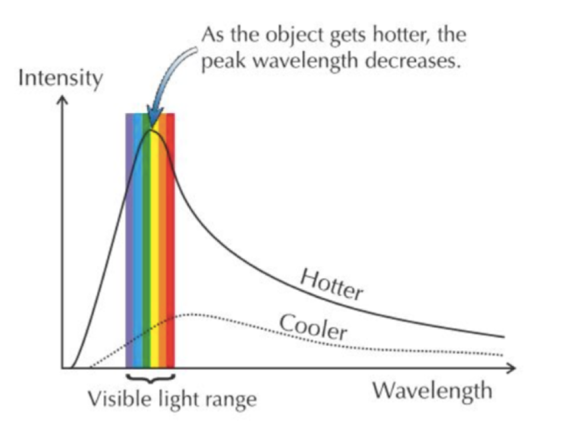 As the object gets hotter, the
peak wavelength decreases.
Intensity
Hotter
Cooler
Visible light range
Wavelength